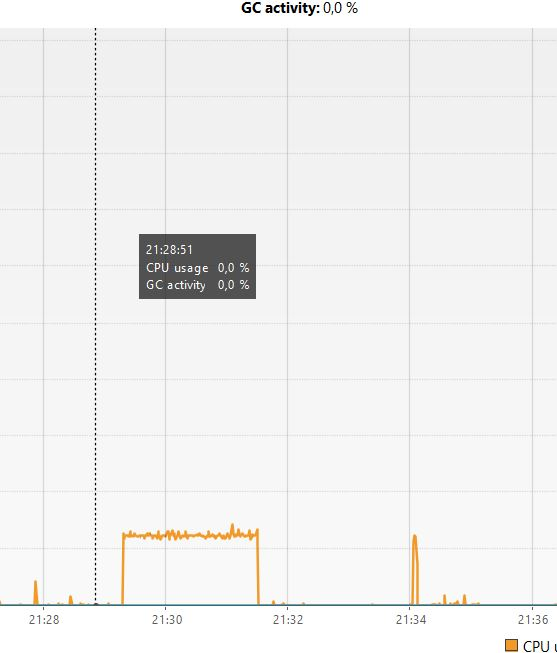 GC activity: 0,0 %
21:28:51
CPU usage 0,0 %
GC activity 0,0 %
21:28 21:30 21:32 21:34 21:36
CPU